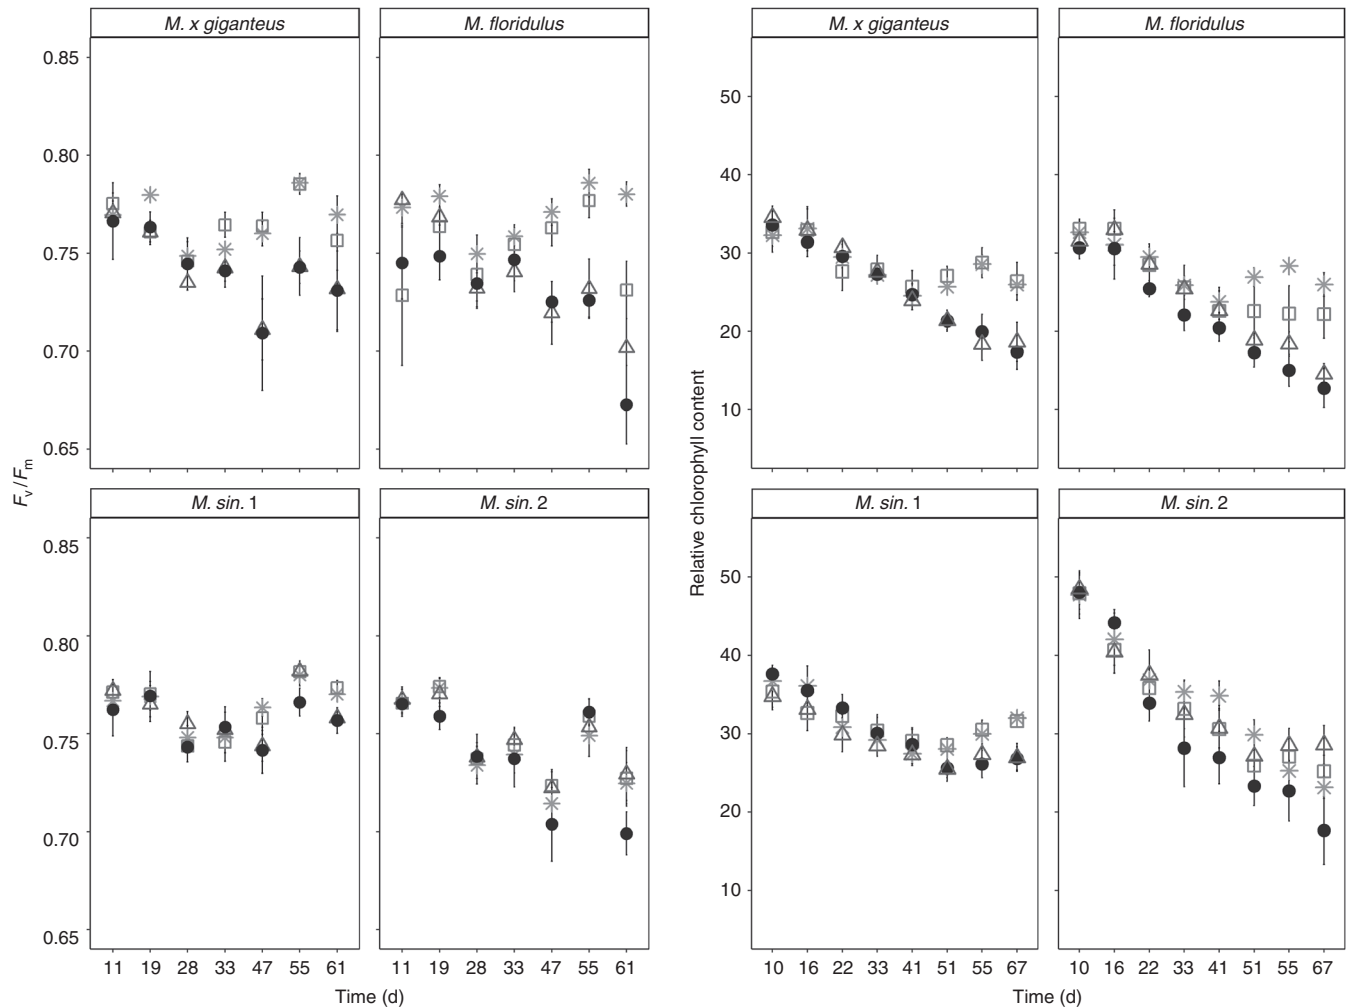 M. x giganteus
M. floridulus
0.85
0.80
0.75
0.70
0.65
M. sin. 1
M. sin. 2
0.85
0.80
0.75
0.70
0.65
Fv/Fm
11 19 28 33 47 55 61
11 19 28 33 47 55 61
Time (d)
M. x giganteus
M. floridulus
50
40
30
20
10
M. sin. 1
M. sin. 2
50
40
30
20
10
Relative chlorophyll content
10 16 22 33 41 51 55 67
10 16 22 33 41 51 55 67
Time (d)